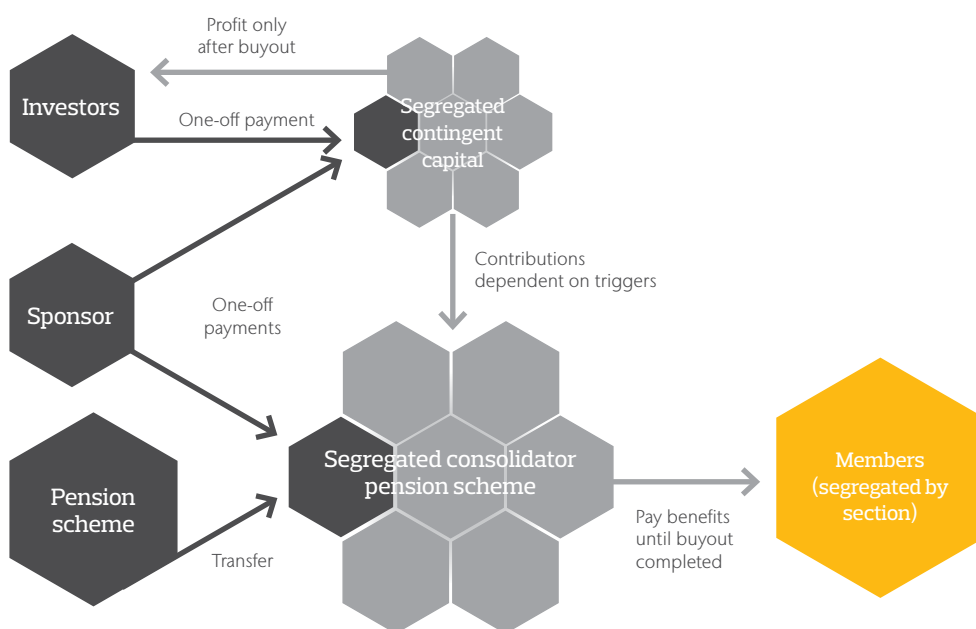 Profit only
after buyout
Investors
One-off payment
Segregated
contingent
capital
Contributions
dependent on triggers
Sponsor
One-off
payments
Pension
scheme
Transfer
Segregated consolidator
pension scheme
Pay benefits
until buyout
completed
Members
(segregated by
section)